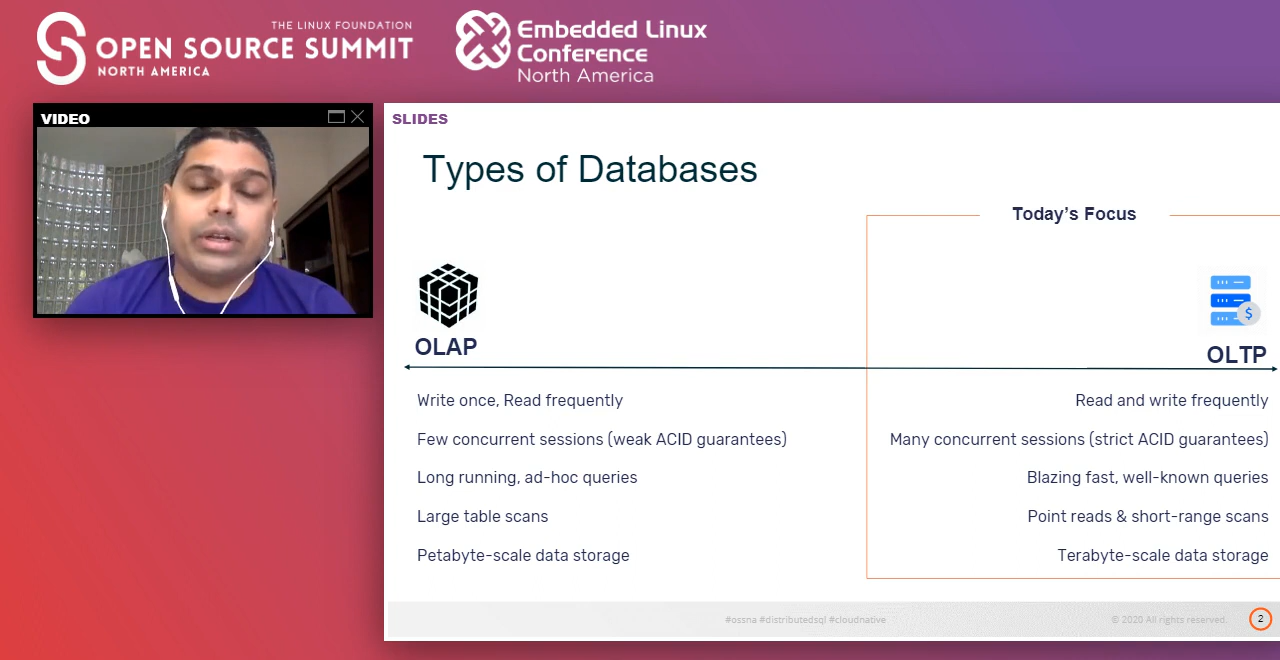 THE LINUX FOUNDATION
OPEN SOURCE SUMMIT
NORTH AMERICA
Embedded Linux
Conference
North America
VIDEO
SLIDES
Types of Databases
Today's Focus
$
OLAP
OLTP
Write once, Read frequently
Read and write frequently
Few concurrent sessions (weak ACID guarantees)
Many concurrent sessions (strict ACID guarantees)
Long running, ad-hoc queries
Blazing fast, well-known queries
Large table scans
Point reads & short-range scans
Petabyte-scale data storage
Terabyte-scale data storage
#ossna #distributedsql #cloudnative
© 2020 All rights reserved.
2